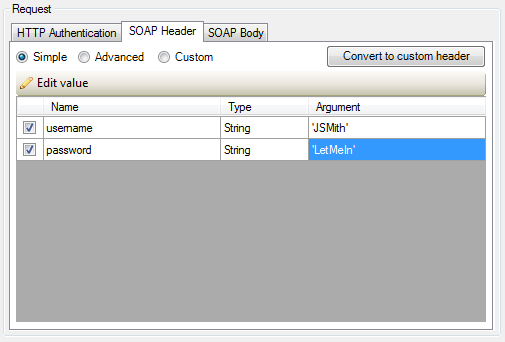 Request
HTTP Authentication SOAP Header SOAP Body
Simple Advanced Custom Convert to custom header
Edit value
Name Type Argument
username String 'JSMith'
password String 'LetMeIn'